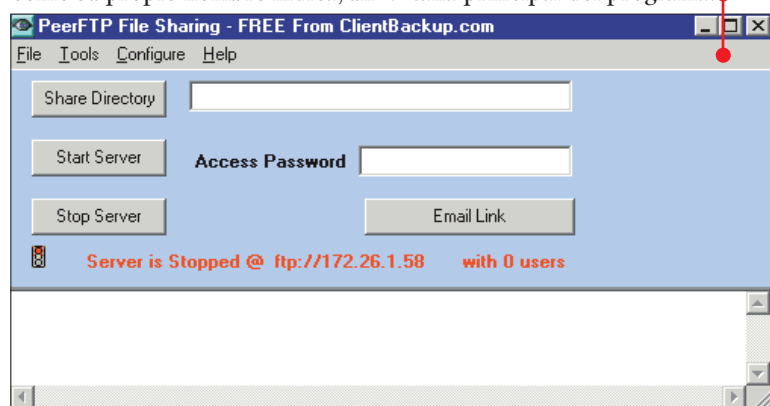 PeerFTP File Sharing - FREE From ClientBackup.com
File Tools Configure Help
Share Directory
Start Server Access Password
Stop Server Email Link
Server is Stopped @ ftp://172.26.1.58 with 0 users